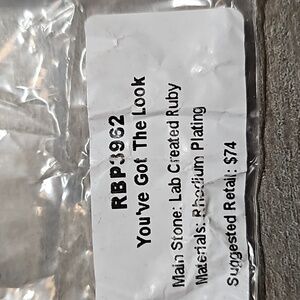 RBP3962
You've Got The Look
Main Stone: Lab Created Ruby
Materials: Rhodium Plating
Suggested Retail: $74